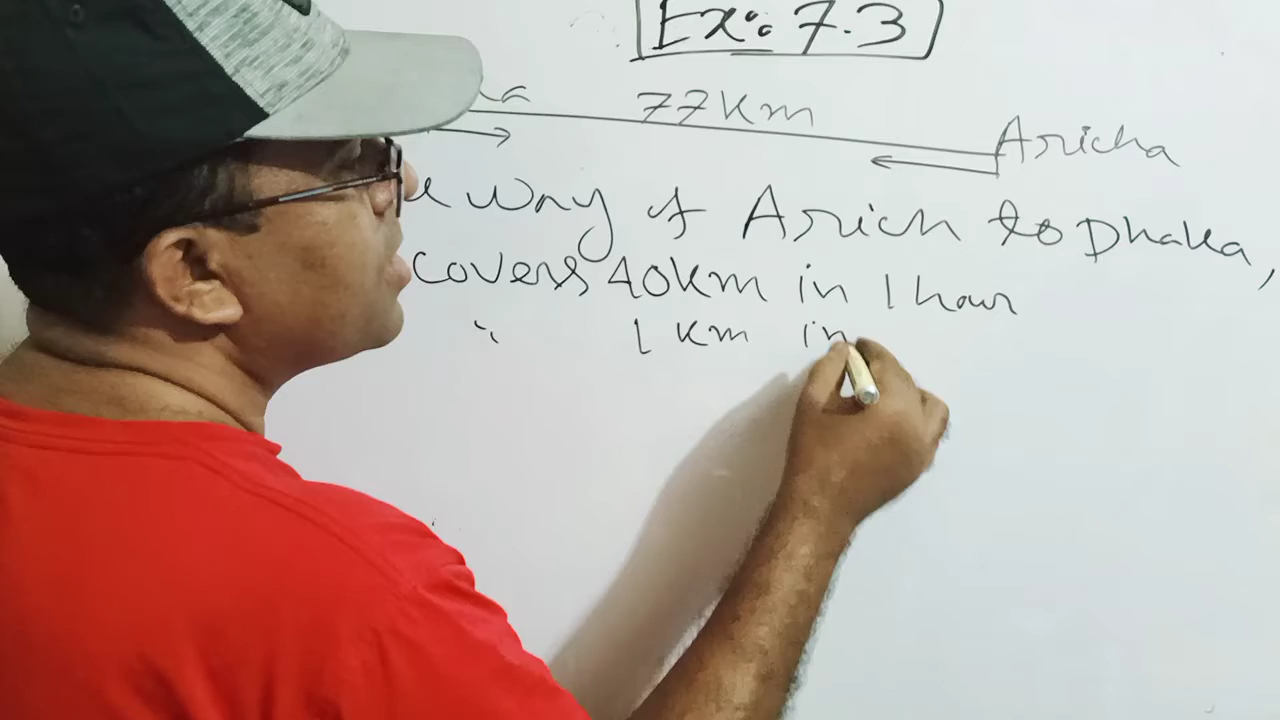 Ex: 7.3
77 Km
Aricha
Way of Arich to Dhaka,
covers 40 km in 1 hour
" 1 km in